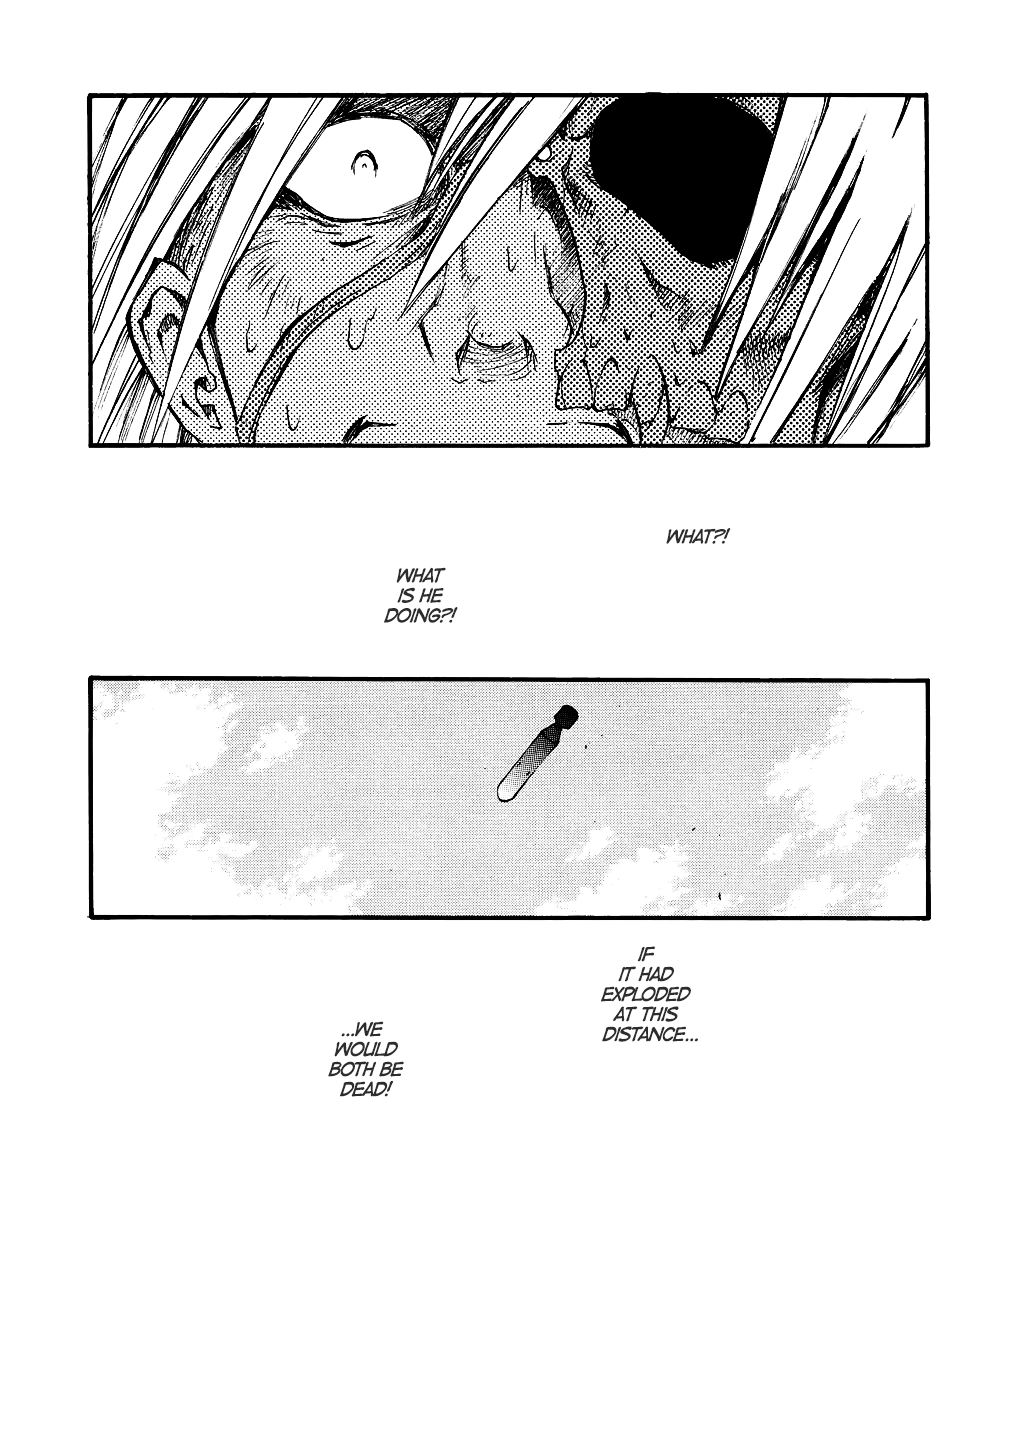 WHAT?!
WHAT
IS HE
DOING?!
IF
IT HAD
EXPLODED
AT THIS
DISTANCE...
...WE
WOULD
BOTH BE
DEAD!